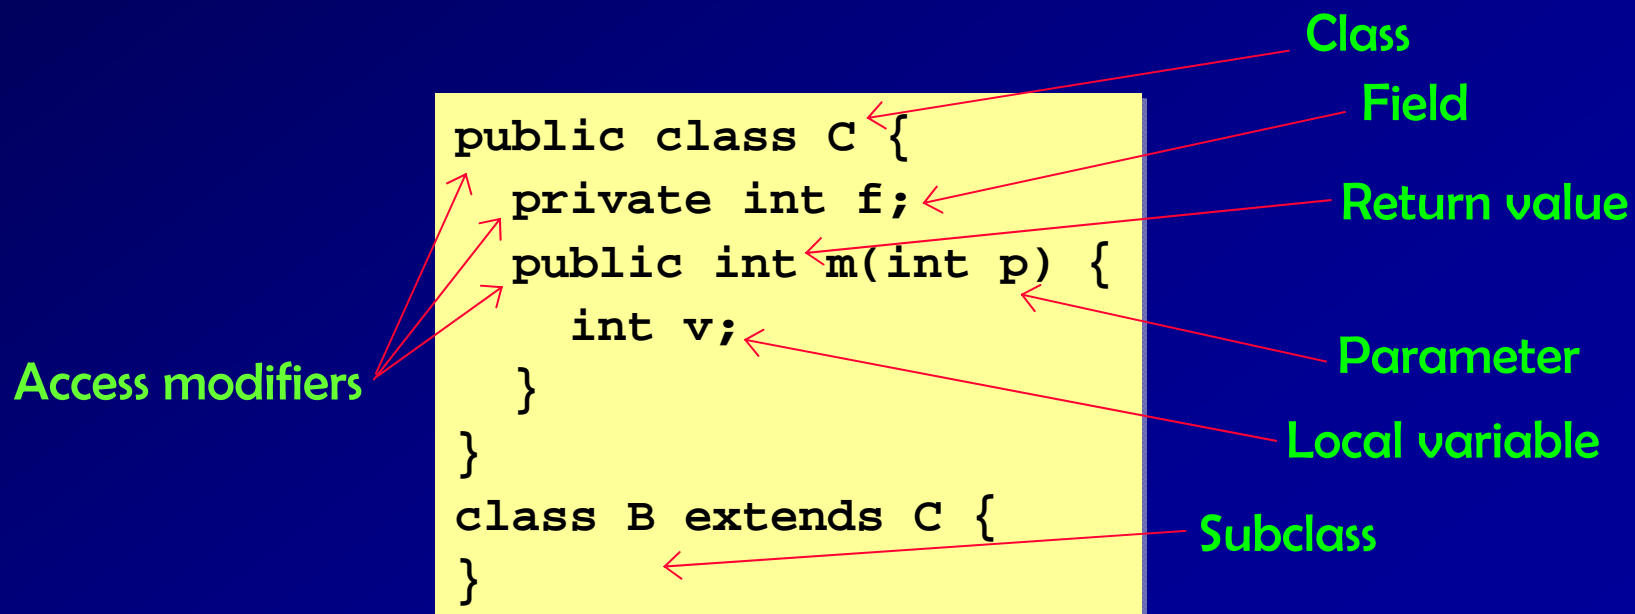 Class
Field
Return value
Parameter
Local variable
Subclass
Access modifiers
public class C {
private int f;
public int m(int p) {
int v;
}
}
class B extends C {
}